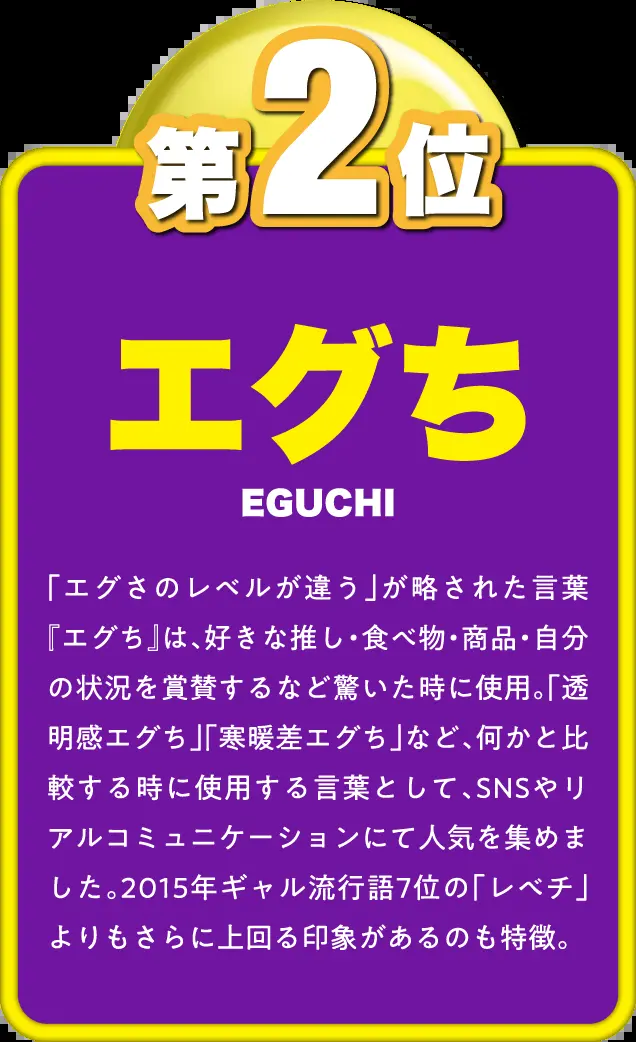 第2位
エグち
EGUCHI
「エグさのレベルが違う」が略された言葉
『エグち』は、好きな推し・食べ物・商品・自分
の状況を賞賛するなど驚いた時に使用。「透
明感エグち」「寒暖差エグち」など、何かと比
較する時に使用する言葉として、SNSやリ
アルコミュニケーションにて人気を集めま
した。2015年ギャル流行語7位の「レベチ」
よりもさらに上回る印象があるのも特徴。